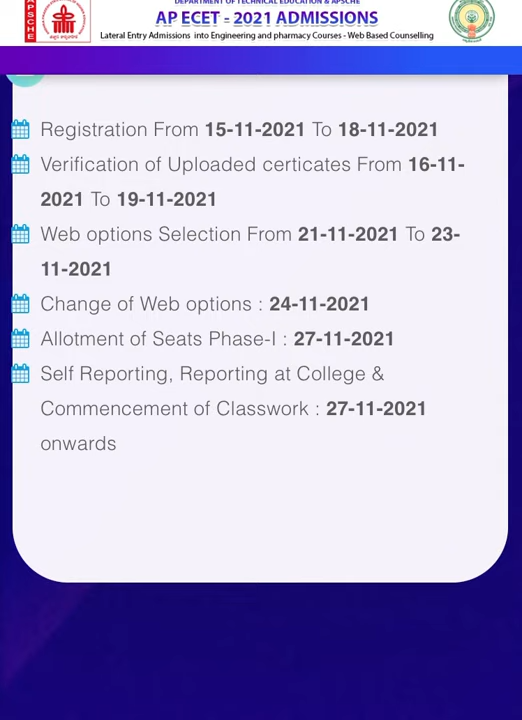 DEPARTMENT OF TECHNICAL EDUCATION & APSCHE
AP ECET - 2021 ADMISSIONS
Lateral Entry Admissions into Engineering and pharmacy Courses - Web Based Counselling
APSCHE
Registration From 15-11-2021 To 18-11-2021
Verification of Uploaded certicates From 16-11-
2021 To 19-11-2021
Web options Selection From 21-11-2021 To 23-
11-2021
Change of Web options : 24-11-2021
Allotment of Seats Phase-I : 27-11-2021
Self Reporting, Reporting at College &
Commencement of Classwork : 27-11-2021
onwards